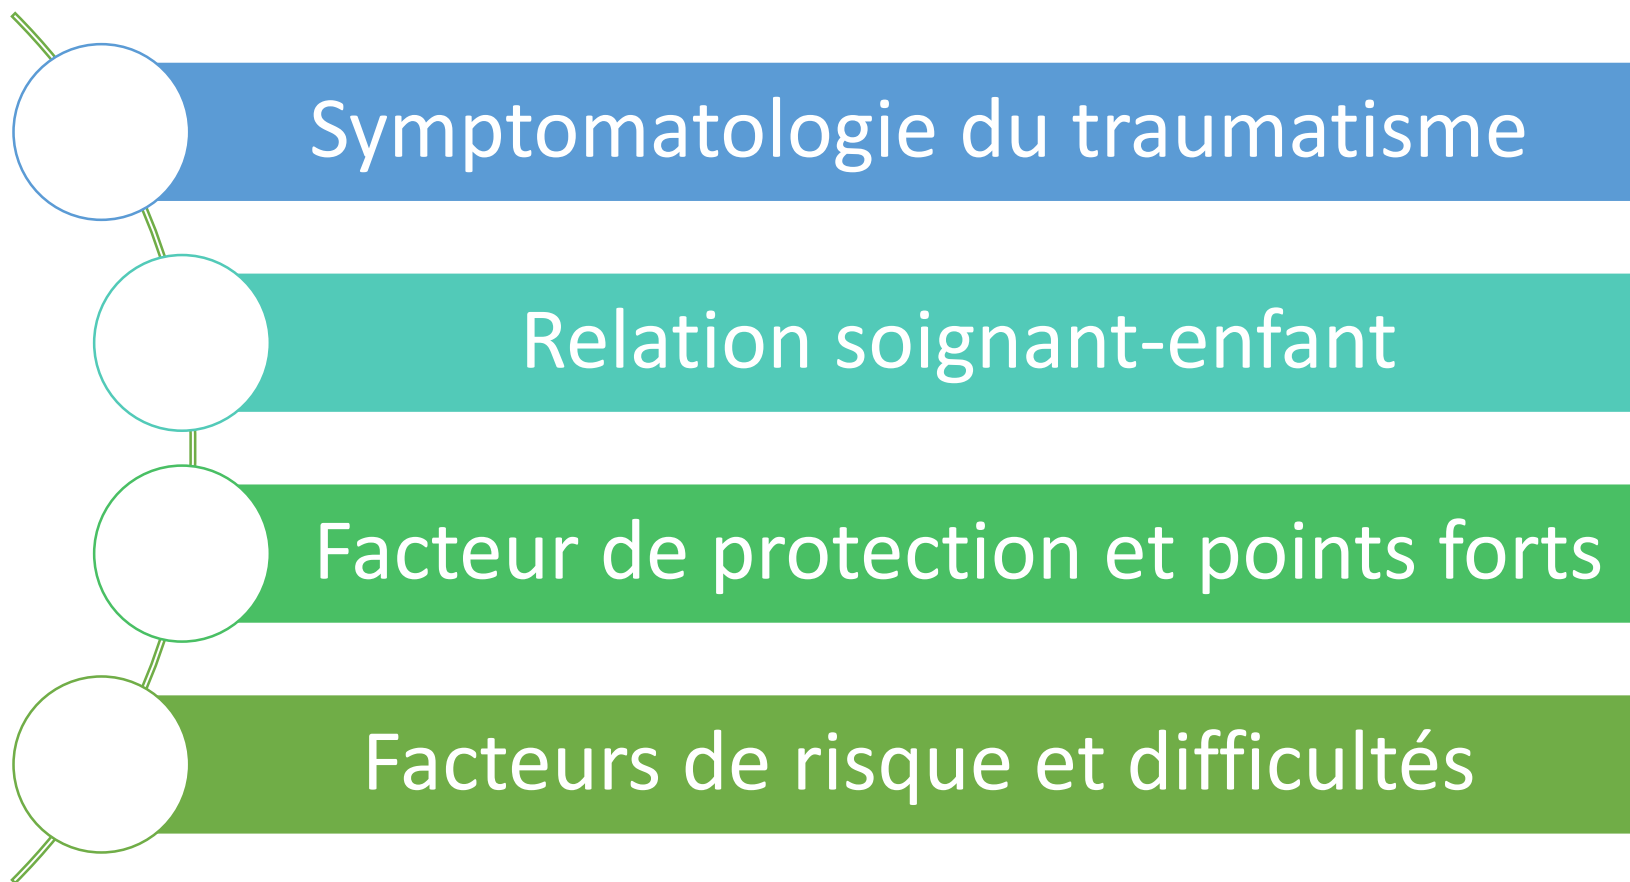 Symptomatologie du traumatisme
Relation soignant-enfant
Facteur de protection et points forts
Facteurs de risque et difficultés